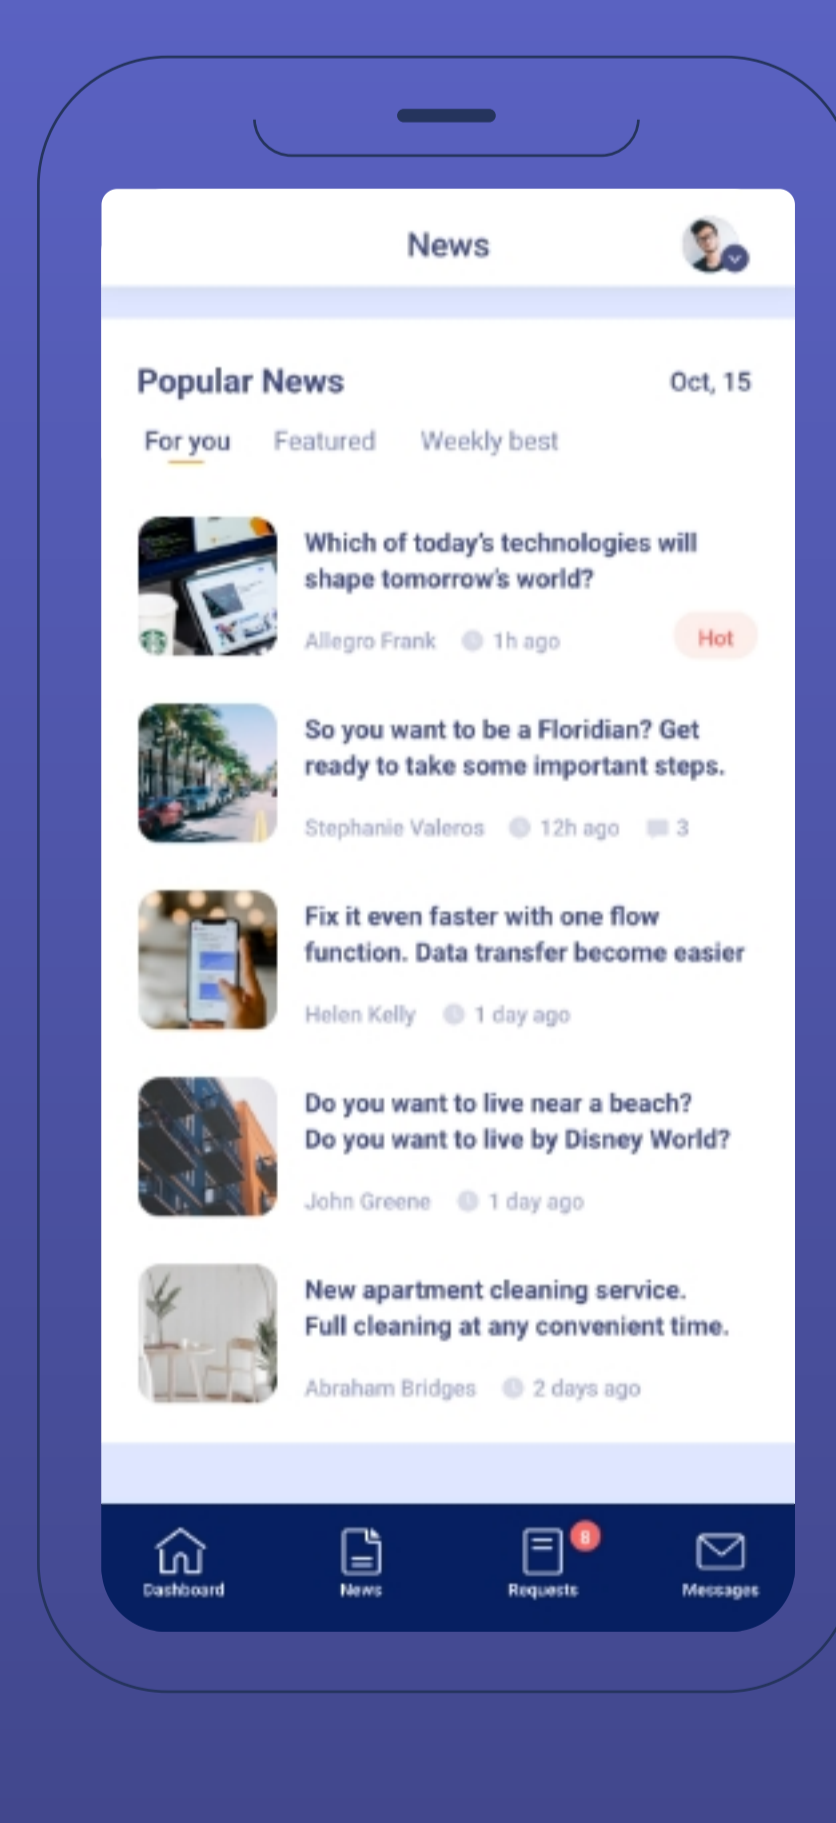 News
Popular News
Oct, 15
For you Featured Weekly best
Which of today's technologies will
shape tomorrow's world?
Allegro Frank 1h ago
Hot
So you want to be a Floridian? Get
ready to take some important steps.
Stephanie Valeros 12h ago 3
Fix it even faster with one flow
function. Data transfer become easier
Helen Kelly 1 day ago
Do you want to live near a beach?
Do you want to live by Disney World?
John Greene 1 day ago
New apartment cleaning service.
Full cleaning at any convenient time.
Abraham Bridges 2 days ago
8
Dashboard News Requests Messages